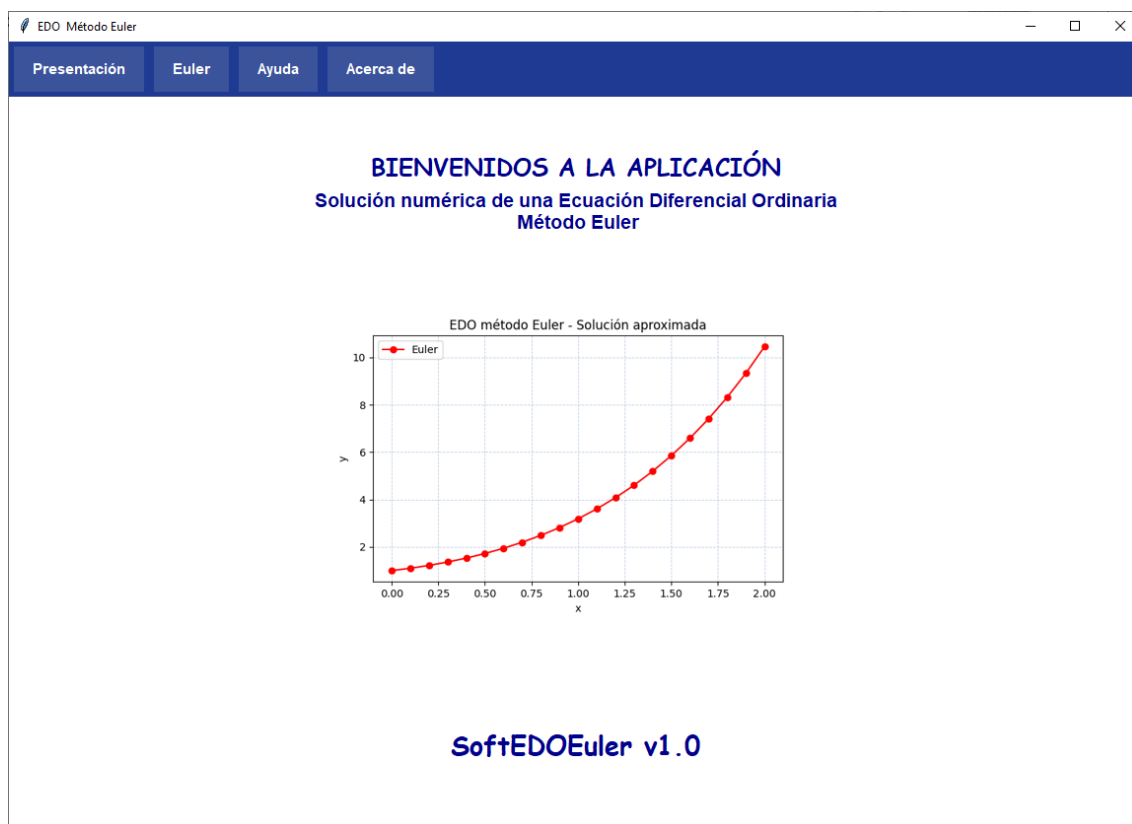 EDO Método Euler
Presentación Euler Ayuda Acerca de
BIENVENIDOS A LA APLICACIÓN
Solución numérica de una Ecuación Diferencial Ordinaria
Método Euler
EDO método Euler - Solución aproximada
Euler
10
8
6
4
2
y
0.00 0.25 0.50 0.75 1.00 1.25 1.50 1.75 2.00
x
SoftEDOEuler v1.0